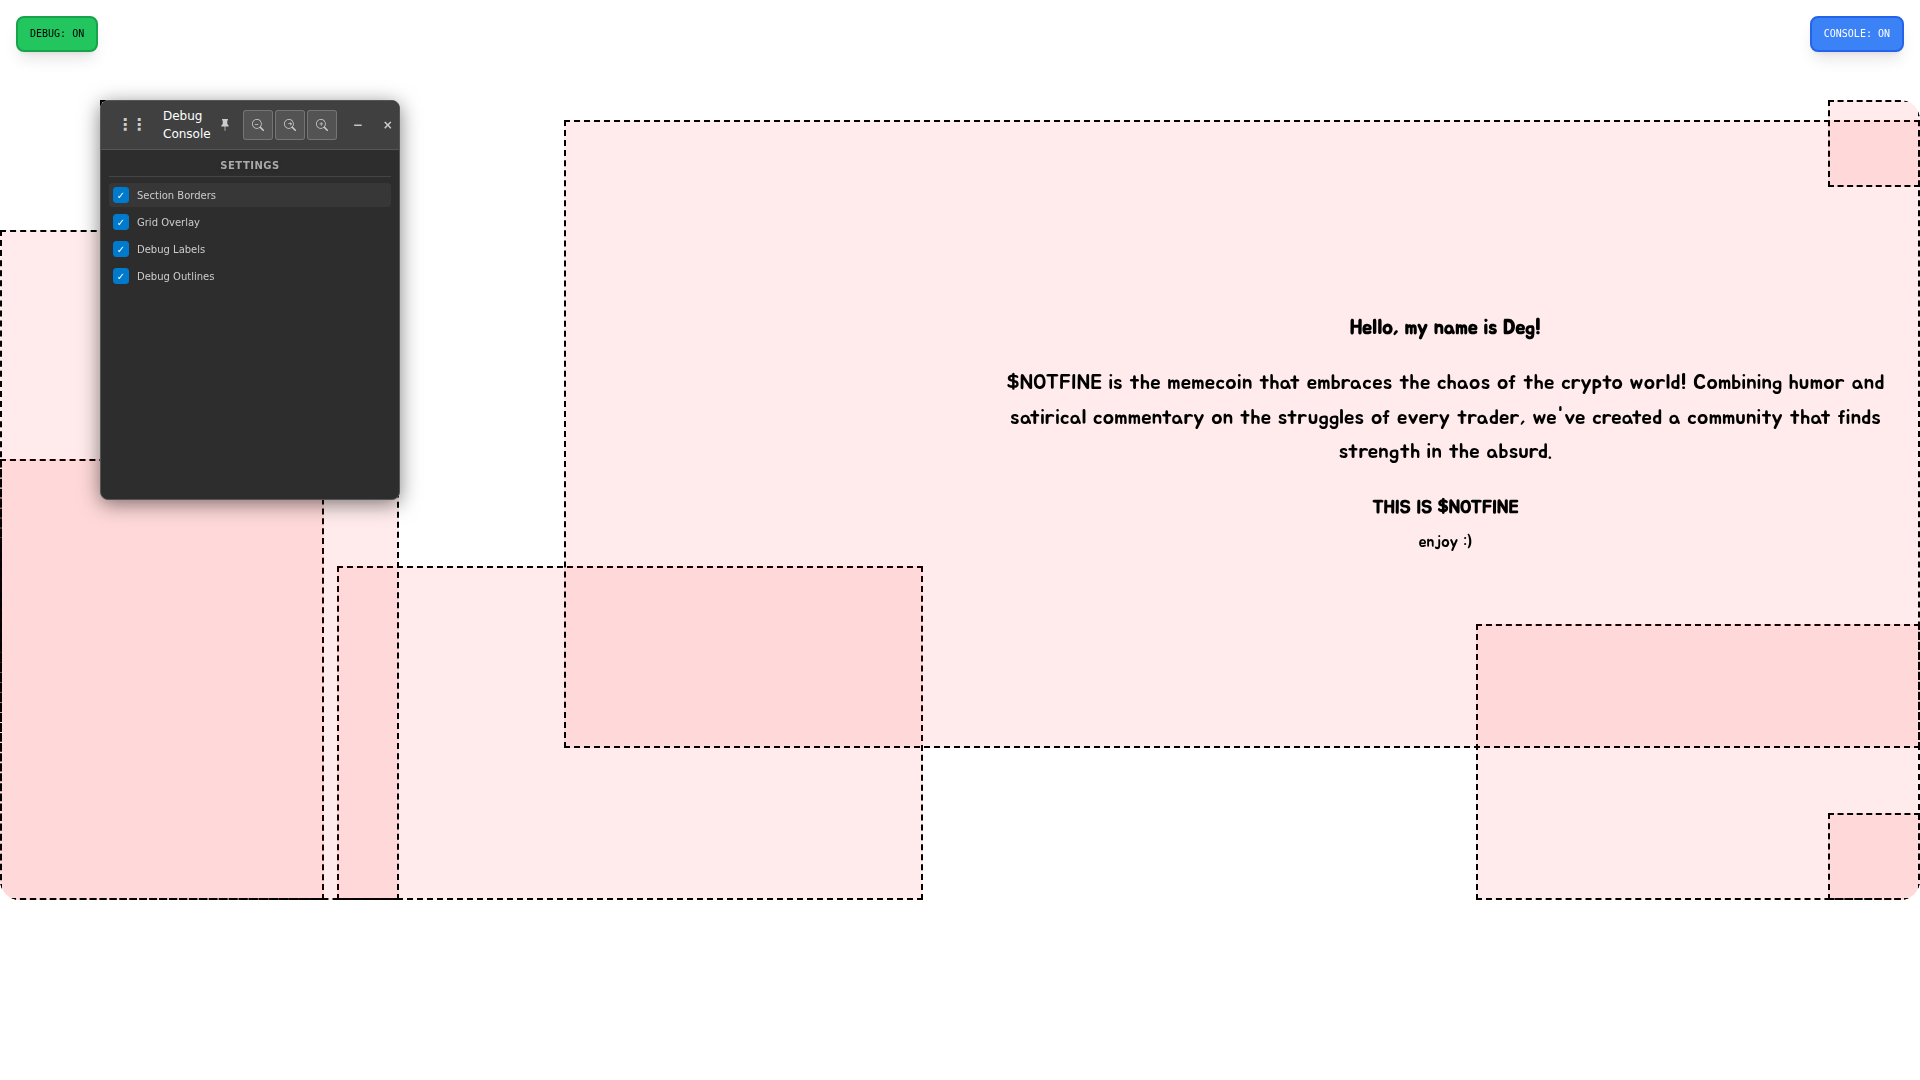 DEBUG: ON
CONSOLE: ON
Debug
Console
SETTINGS
Section Borders
Grid Overlay
Debug Labels
Debug Outlines
Hello, my name is Deg!
$NOTFINE is the memecoin that embraces the chaos of the crypto world! Combining humor and
satirical commentary on the struggles of every trader, we've created a community that finds
strength in the absurd.
THIS IS $NOTFINE
enjoy :)